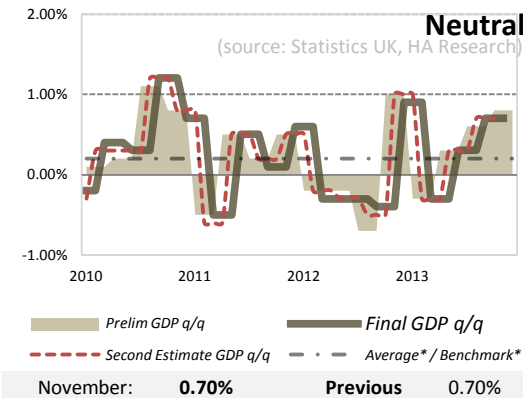 2.00%
Neutral
(source: Statistics UK, HA Research)
1.00%
0.00%
-1.00%
2010 2011 2012 2013
Prelim GDP q/q Final GDP q/q
Second Estimate GDP q/q Average* / Benchmark*
November: 0.70% Previous 0.70%